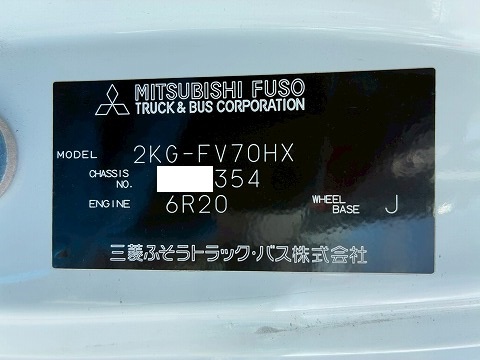 MITSUBISHI FUSO
TRUCK & BUS CORPORATION
MODEL 2KG-FV70HX
CHASSIS NO. 354
ENGINE 6R20 WHEEL BASE J
三菱ふそうトラック・バス株式会社